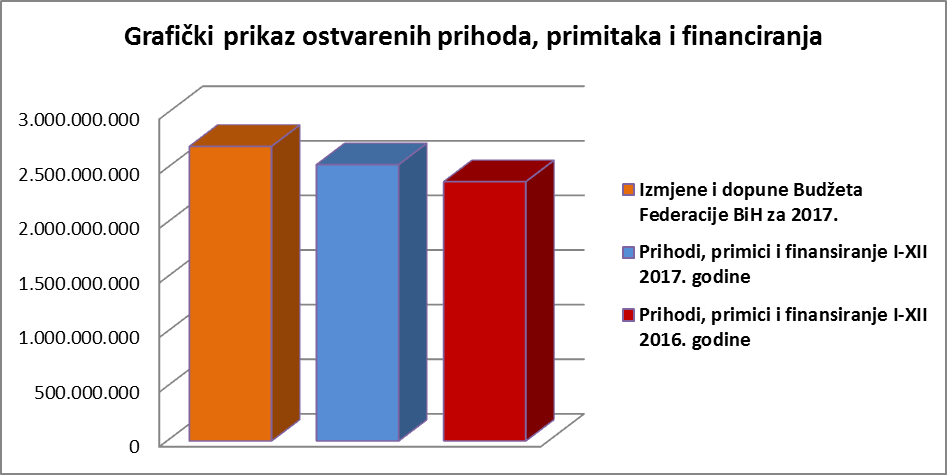 Grafički prikaz ostvarenih prihoda, primitaka i financiranja
3.000.000.000
2.500.000.000
2.000.000.000
1.500.000.000
1.000.000.000
500.000.000
0
Izmjene i dopune Budžeta
Federacije BiH za 2017.
Prihodi, primici i finansiranje I-XII
2017. godine
Prihodi, primici i finansiranje I-XII
2016. godine